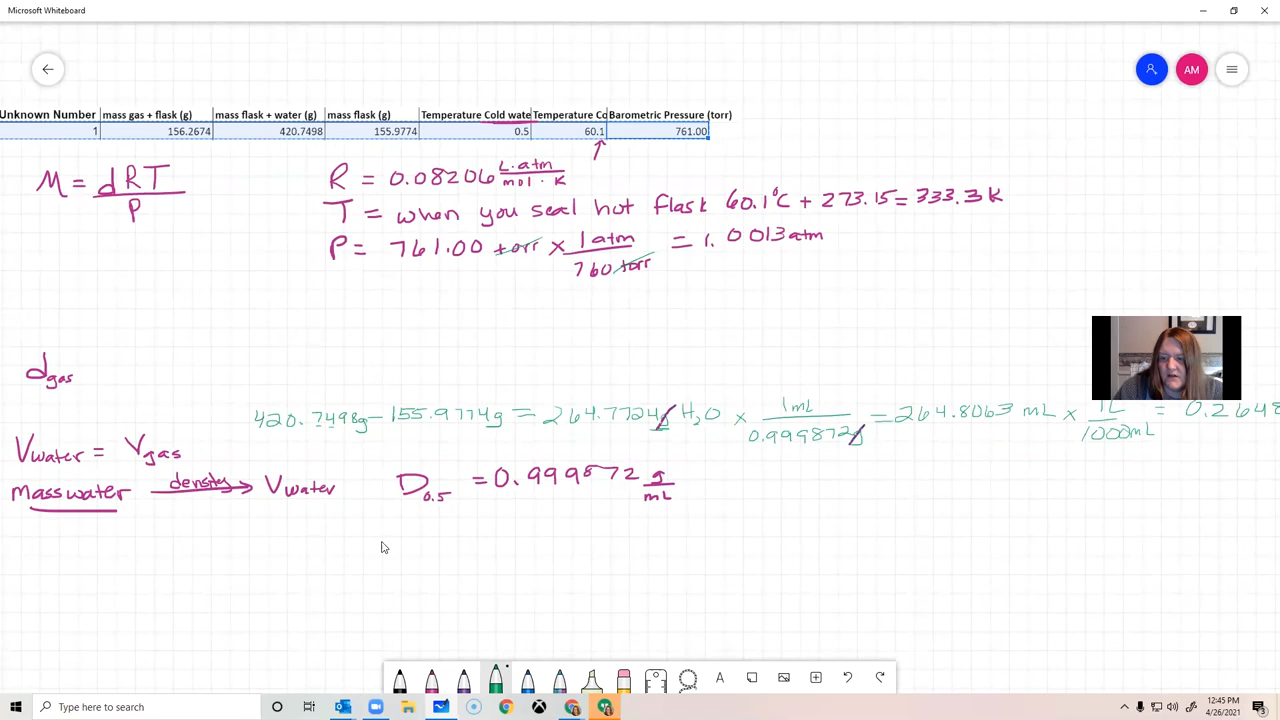 Microsoft Whiteboard
AM
Unknown Number mass gas + flask (g) mass flask + water (g) mass flask (g) Temperature Cold wate Temperature Co Barometric Pressure (torr)
1 156.2674 420.7498 155.9774 0.5 60.1 761.00
M = dRT / P
R = 0.08206 L·atm / mol·K
T = when you seal hot flask 60.1°C + 273.15 = 333.3K
P = 761.00 torr × 1 atm / 760 torr = 1.0013 atm
d gas
420.7498g - 155.9774g = 264.7724g H2O × 1mL / 0.999872g = 264.8063 mL × 1L / 1000mL = 0.2648
Vwater = Vgas
mass water density → Vwater
D0.5 = 0.999872 g / mL
A
Type here to search
12:45 PM
4/26/2021
3